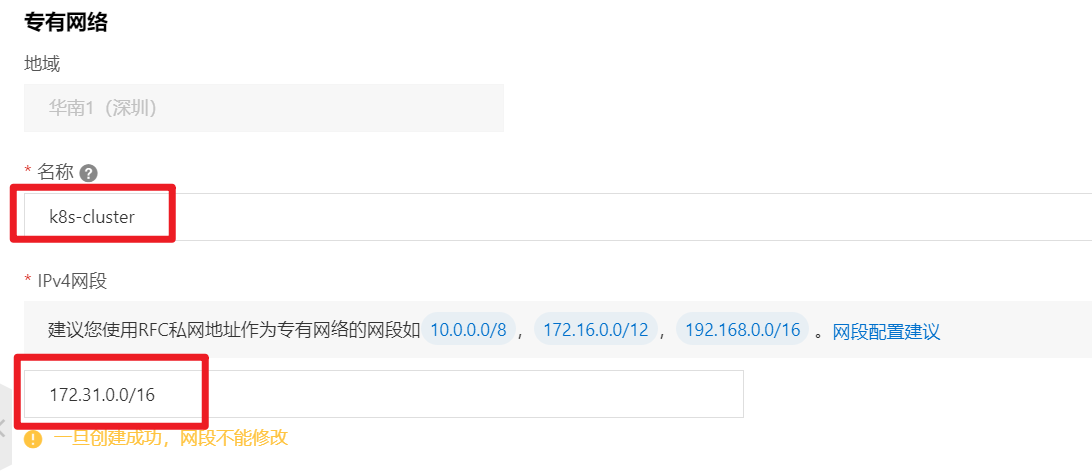 专有网络
地域
华南1（深圳）
* 名称 ?
k8s-cluster
* IPv4网段
建议您使用RFC私网地址作为专有网络的网段如 10.0.0.0/8 ， 172.16.0.0/12 ， 192.168.0.0/16 。网段配置建议
172.31.0.0/16
! 一旦创建成功，网段不能修改